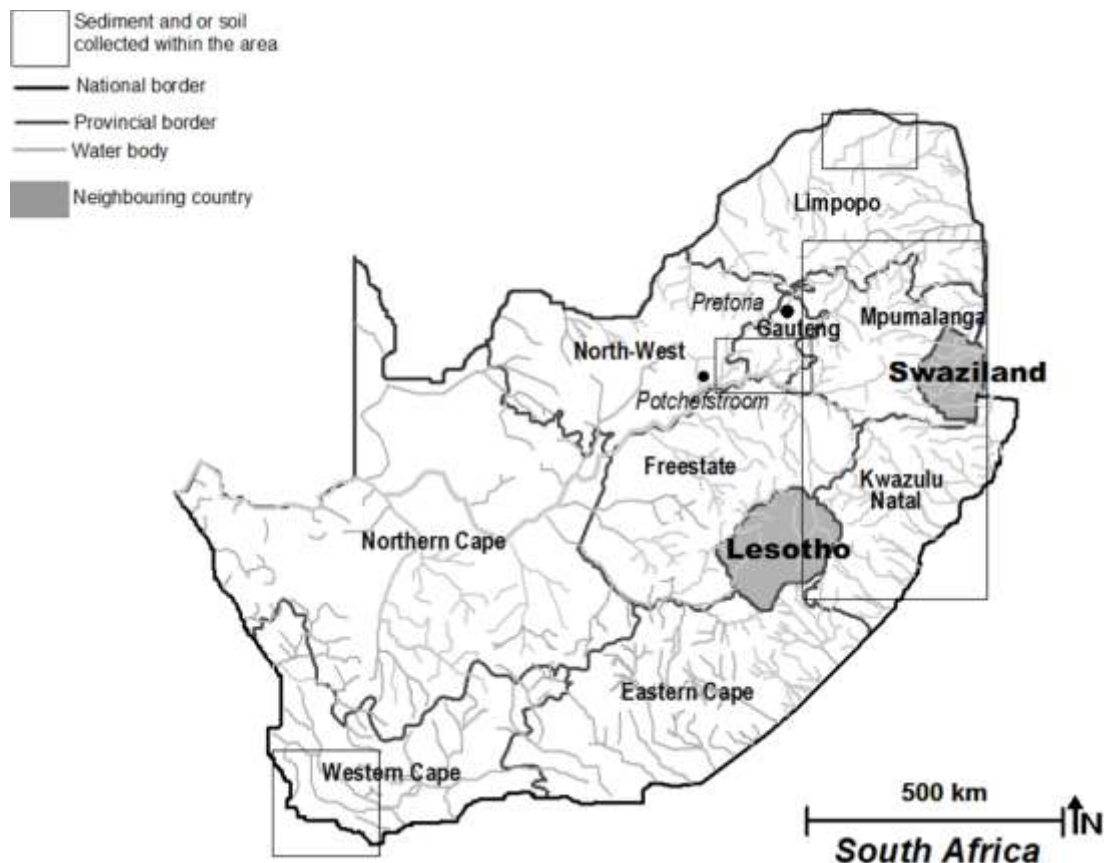 Sediment and or soil
collected within the area
National border
Provincial border
Water body
Neighbouring country
Limpopo
Pretoria
Gauteng
Mpumalanga
North-West
Swaziland
Potchefstroom
Freestate
Kwazulu
Natal
Northern Cape
Lesotho
Eastern Cape
Western Cape
500 km
N
South Africa